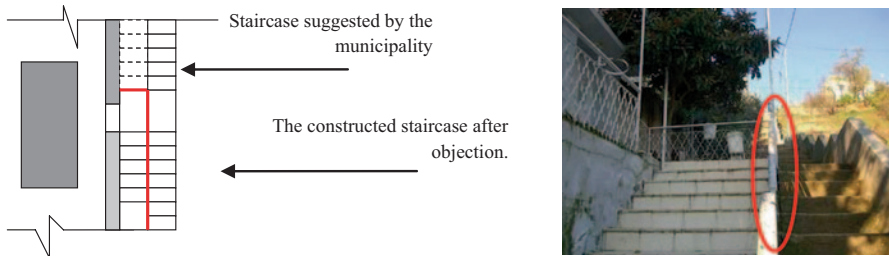 Staircase suggested by the
municipality
The constructed staircase after
objection.